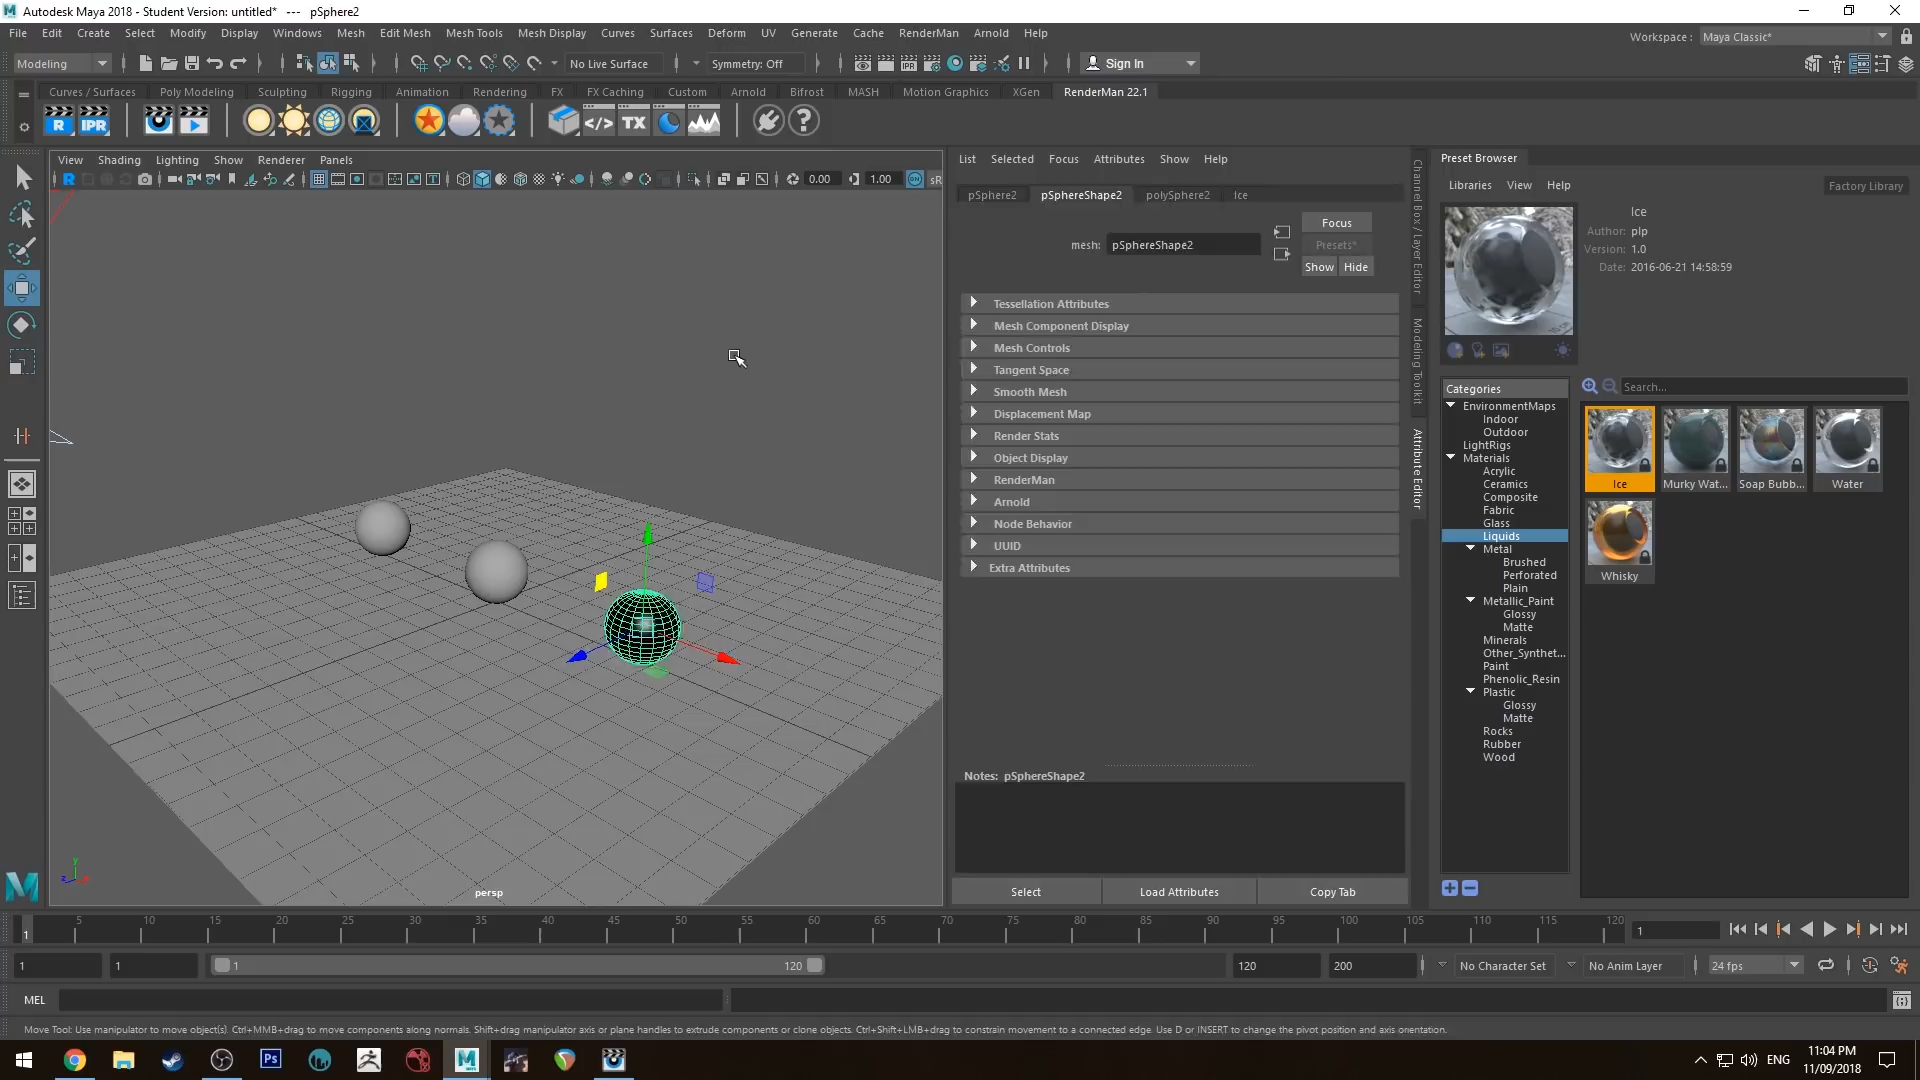 Autodesk Maya 2018 - Student Version: untitled* --- pSphere2
File Edit Create Select Modify Display Windows Mesh Edit Mesh Mesh Tools Mesh Display Curves Surfaces Deform UV Generate Cache RenderMan Arnold Help
Workspace : Maya Classic*
Modeling
No Live Surface
Symmetry: Off
IPR
Sign In
Curves / Surfaces Poly Modeling Sculpting Rigging Animation Rendering FX FX Caching Custom Arnold Bifrost MASH Motion Graphics XGen RenderMan 22.1
R IPR </> TX ?
View Shading Lighting Show Renderer Panels
R 0.00 1.00 ON sR
persp
y
z
List Selected Focus Attributes Show Help
pSphere2 pSphereShape2 polySphere2 Ice
mesh: pSphereShape2
Focus
Presets*
Show Hide
Tessellation Attributes
Mesh Component Display
Mesh Controls
Tangent Space
Smooth Mesh
Displacement Map
Render Stats
Object Display
RenderMan
Arnold
Node Behavior
UUID
Extra Attributes
Notes: pSphereShape2
Select Load Attributes Copy Tab
Channel Box / Layer Editor
Modeling Toolkit
Attribute Editor
Preset Browser
Libraries View Help
Factory Library
Ice
Author: plp
Version: 1.0
Date: 2016-06-21 14:58:59
Categories
Search...
EnvironmentMaps
Indoor
Outdoor
LightRigs
Materials
Acrylic
Ceramics
Composite
Fabric
Glass
Liquids
Metal
Brushed
Perforated
Plain
Metallic_Paint
Glossy
Matte
Minerals
Other_Synthet...
Paint
Phenolic_Resin
Plastic
Glossy
Matte
Rocks
Rubber
Wood
Ice Murky Wat... Soap Bubb... Water
Whisky
5 10 15 20 25 30 35 40 45 50 55 60 65 70 75 80 85 90 95 100 105 110 115 120
1
1
1 1 1 120 120 200 No Character Set No Anim Layer 24 fps
MEL
Move Tool: Use manipulator to move object(s). Ctrl+MMB+drag to move components along normals. Shift+drag manipulator axis or plane handles to extrude components or clone objects. Ctrl+Shift+LMB+drag to constrain movement to a connected edge. Use D or INSERT to change the pivot position and axis orientation.
Ps
ENG
11:04 PM
11/09/2018